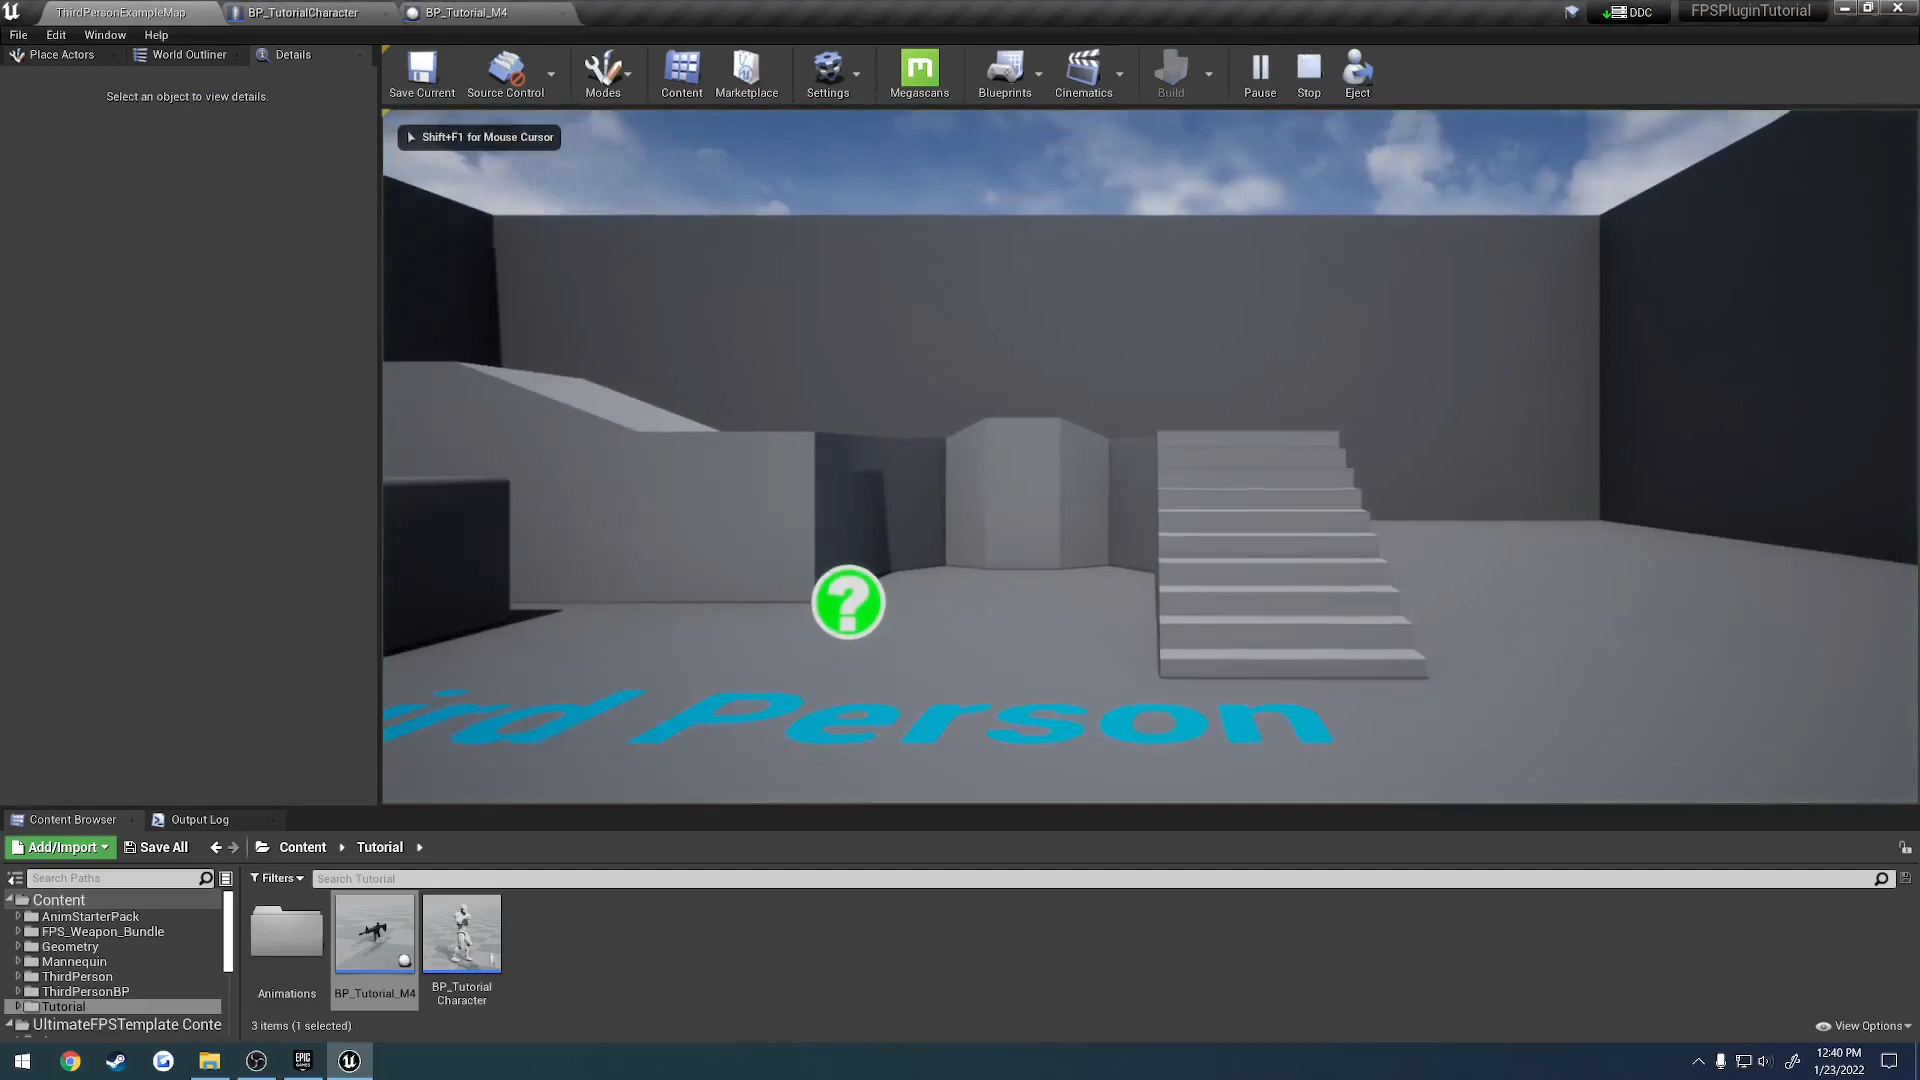 ThirdPersonExampleMap
BP_TutorialCharacter
BP_Tutorial_M4
DDC
FPSPluginTutorial
File Edit Window Help
Place Actors
World Outliner
Details
Select an object to view details.
Save Current
Source Control
Modes
Content
Marketplace
Settings
Megascans
Blueprints
Cinematics
Build
Pause
Stop
Eject
Shift+F1 for Mouse Cursor
?
ird Person
Content Browser
Output Log
Add/Import
Save All
Content
Tutorial
Search Paths
Filters
Search Tutorial
Content
AnimStarterPack
FPS_Weapon_Bundle
Geometry
Mannequin
ThirdPerson
ThirdPersonBP
Tutorial
UltimateFPSTemplate Conte
Animations
BP_Tutorial_M4
BP_Tutorial
Character
3 items (1 selected)
View Options
EPIC
GAMES
12:40 PM
1/23/2022